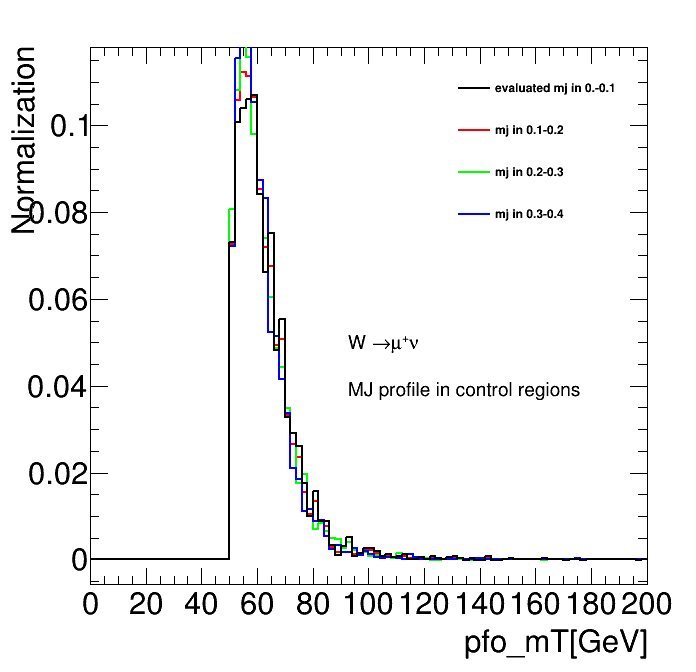 Normalization
0.1
0.08
0.06
0.04
0.02
0
evaluated mj in 0.-0.1
mj in 0.1-0.2
mj in 0.2-0.3
mj in 0.3-0.4
W →μ⁺ν
MJ profile in control regions
0 20 40 60 80 100 120 140 160 180 200
pfo_mT[GeV]